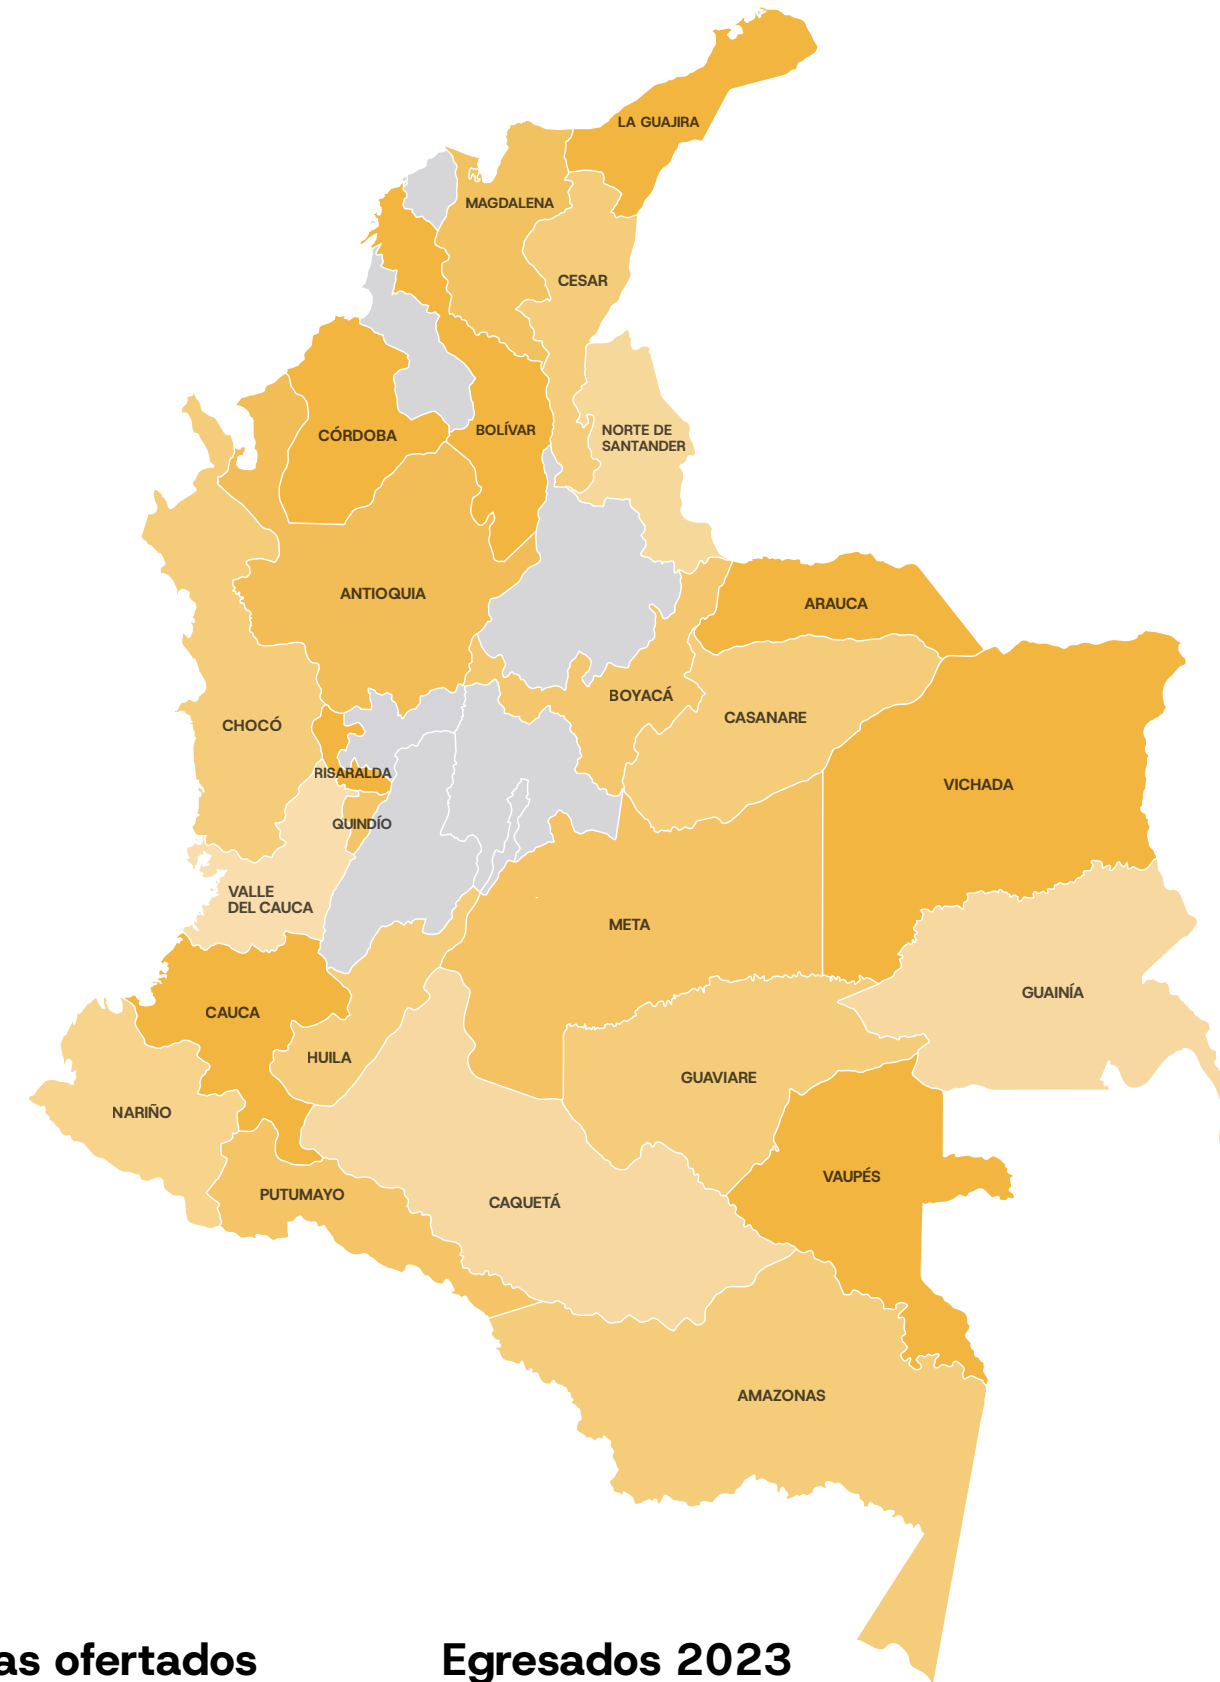 LA GUAJIRA
MAGDALENA
CESAR
CÓRDOBA
BOLÍVAR
NORTE DE
SANTANDER
ANTIOQUIA
ARAUCA
BOYACÁ
CASANARE
CHOCÓ
RISARALDA
VICHADA
QUINDÍO
VALLE
DEL CAUCA
META
GUAINÍA
CAUCA
HUILA
GUAVIARE
NARIÑO
VAUPÉS
PUTUMAYO
CAQUETÁ
AMAZONAS
as ofertados
Egresados 2023